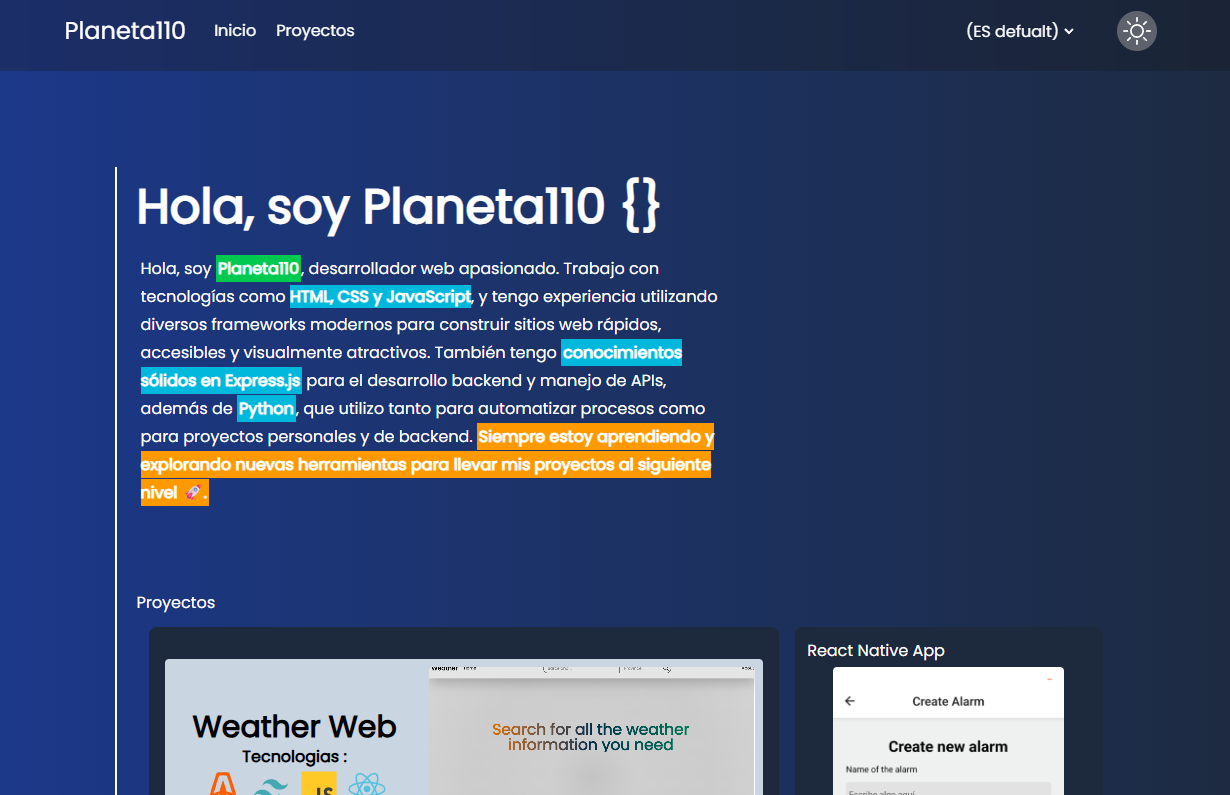 Planeta110 Inicio Proyectos (ES defualt)
Hola, soy Planeta110 {}
Hola, soy Planeta110, desarrollador web apasionado. Trabajo con
tecnologías como HTML, CSS y JavaScript, y tengo experiencia utilizando
diversos frameworks modernos para construir sitios web rápidos,
accesibles y visualmente atractivos. También tengo conocimientos
sólidos en Express.js para el desarrollo backend y manejo de APIs,
además de Python, que utilizo tanto para automatizar procesos como
para proyectos personales y de backend. Siempre estoy aprendiendo y
explorando nuevas herramientas para llevar mis proyectos al siguiente
nivel 🚀.
Proyectos
Weather
Weather Web
Tecnologias :
JS
Search for all the weather
information you need
React Native App
Create Alarm
Create new alarm
Name of the alarm
Escribe algo aquí